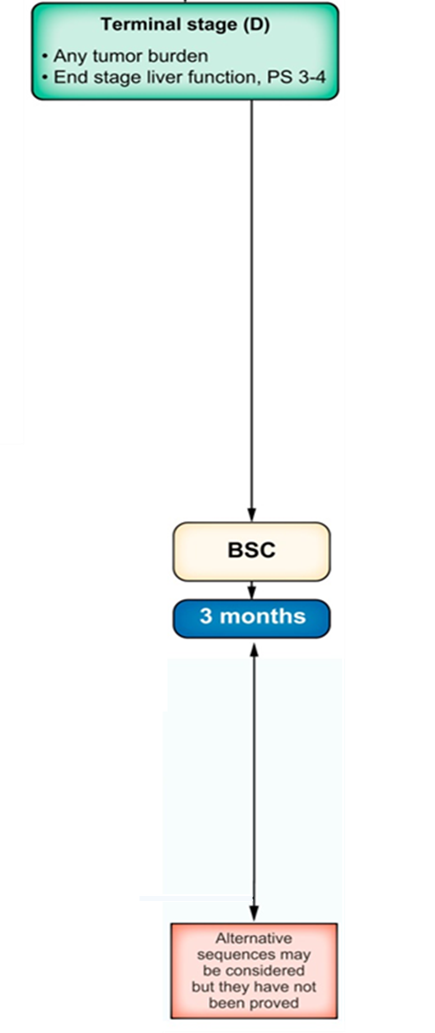 Terminal stage (D)
• Any tumor burden
• End stage liver function, PS 3-4
BSC
3 months
Alternative
sequences may
be considered
but they have not
been proved